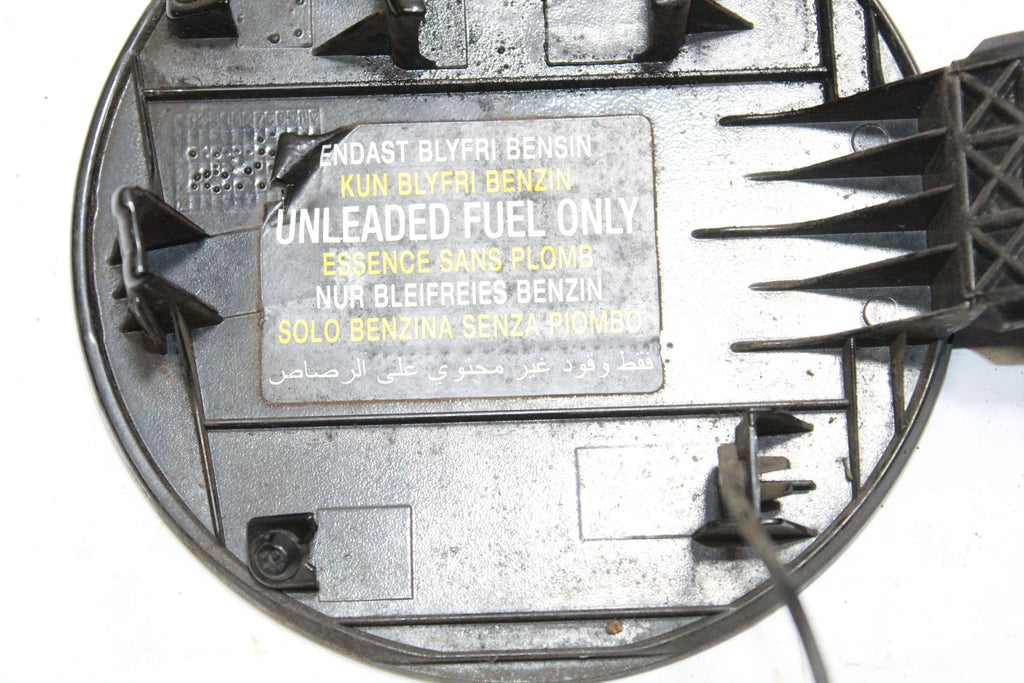 ENDAST BLYFRI BENSIN
KUN BLYFRI BENZIN
UNLEADED FUEL ONLY
ESSENCE SANS PLOMB
NUR BLEIFREIES BENZIN
SOLO BENZINA SENZA PIOMBO
فقط وقود غير محتوي على الرصاص